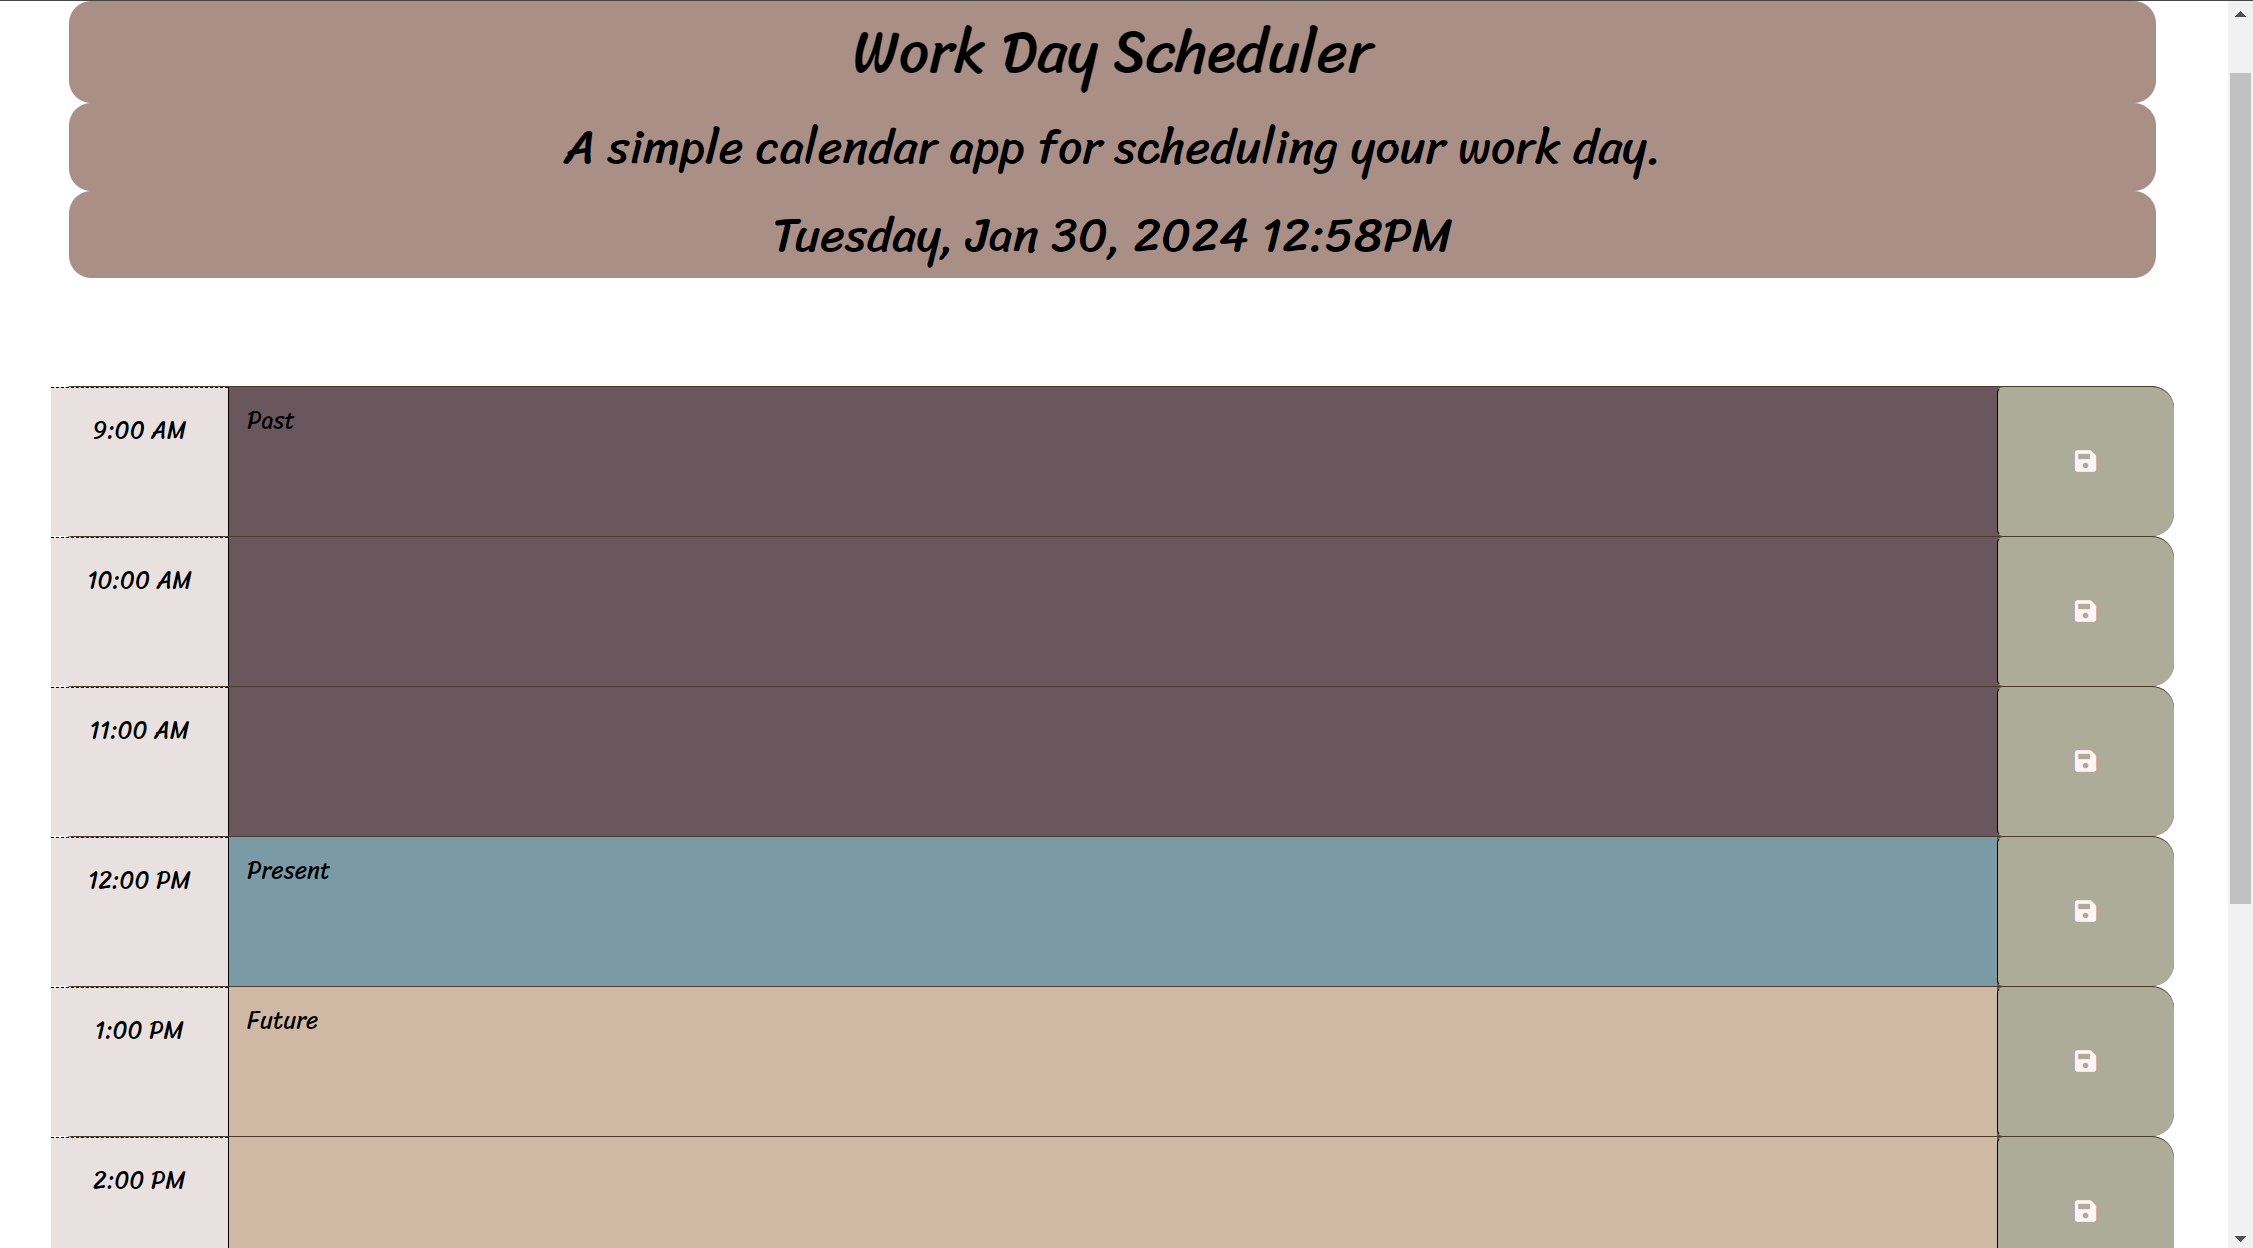 Work Day Scheduler
A simple calendar app for scheduling your work day.
Tuesday, Jan 30, 2024 12:58PM
9:00 AM
Past
10:00 AM
11:00 AM
12:00 PM
Present
1:00 PM
Future
2:00 PM